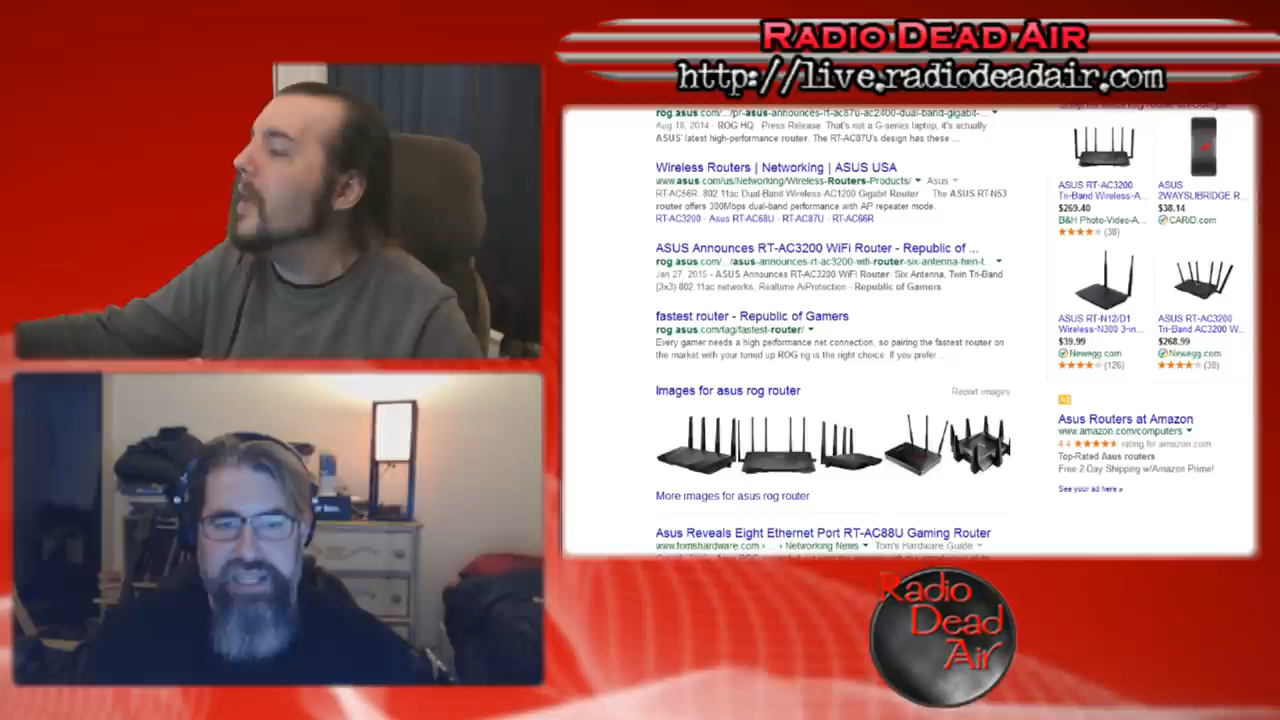 Radio Dead Air
http://live.radiodeadair.com
rog.asus.com/.../pr-asus-announces-rt-ac87u-ac2400-dual-band-gigabit-...
Aug 18, 2014 - ROG HQ Press Release. That's not a G-series laptop, it's actually
ASUS' latest high-performance router. The RT-AC87U's design has these ...
Wireless Routers | Networking | ASUS USA
www.asus.com/us/Networking/Wireless-Routers-Products/ Asus
RT-AC56R. 802.11ac Dual-Band Wireless-AC1200 Gigabit Router The ASUS RT-N53
router offers 300Mbps dual-band performance with AP repeater mode.
RT-AC3200 - Asus RT-AC68U - RT-AC87U - RT-AC66R
ASUS Announces RT-AC3200 WiFi Router - Republic of ...
rog.asus.com/.../asus-announces-rt-ac3200-wifi-router-six-antenna-twin-t...
Jan 27, 2015 - ASUS Announces RT-AC3200 WiFi Router: Six Antenna, Twin Tri-Band
(3x3) 802.11ac networks, Realtime AiProtection - Republic of Gamers
fastest router - Republic of Gamers
rog.asus.com/tag/fastest-router/
Every gamer needs a high performance net connection, so pairing the fastest router on
the market with your tuned up ROG rig is the right choice. If you prefer ...
Images for asus rog router
Report images
More images for asus rog router
Asus Reveals Eight Ethernet Port RT-AC88U Gaming Router
www.tomshardware.com › ... › Networking News Tom's Hardware Guide
ASUS RT-AC3200
Tri-Band Wireless-A...
$269.40
B&H Photo-Video-A...
(38)
ASUS
2WAYSLIBRIDGE R...
$38.14
CARiD.com
ASUS RT-N12/D1
Wireless-N300 3-in...
$39.99
Newegg.com
(126)
ASUS RT-AC3200
Tri-Band AC3200 W...
$268.99
Newegg.com
(38)
Ad
Asus Routers at Amazon
www.amazon.com/computers
4.4 rating for amazon.com
Top-Rated Asus routers
Free 2-Day Shipping w/Amazon Prime!
See your ad here »
Radio
Dead
Air